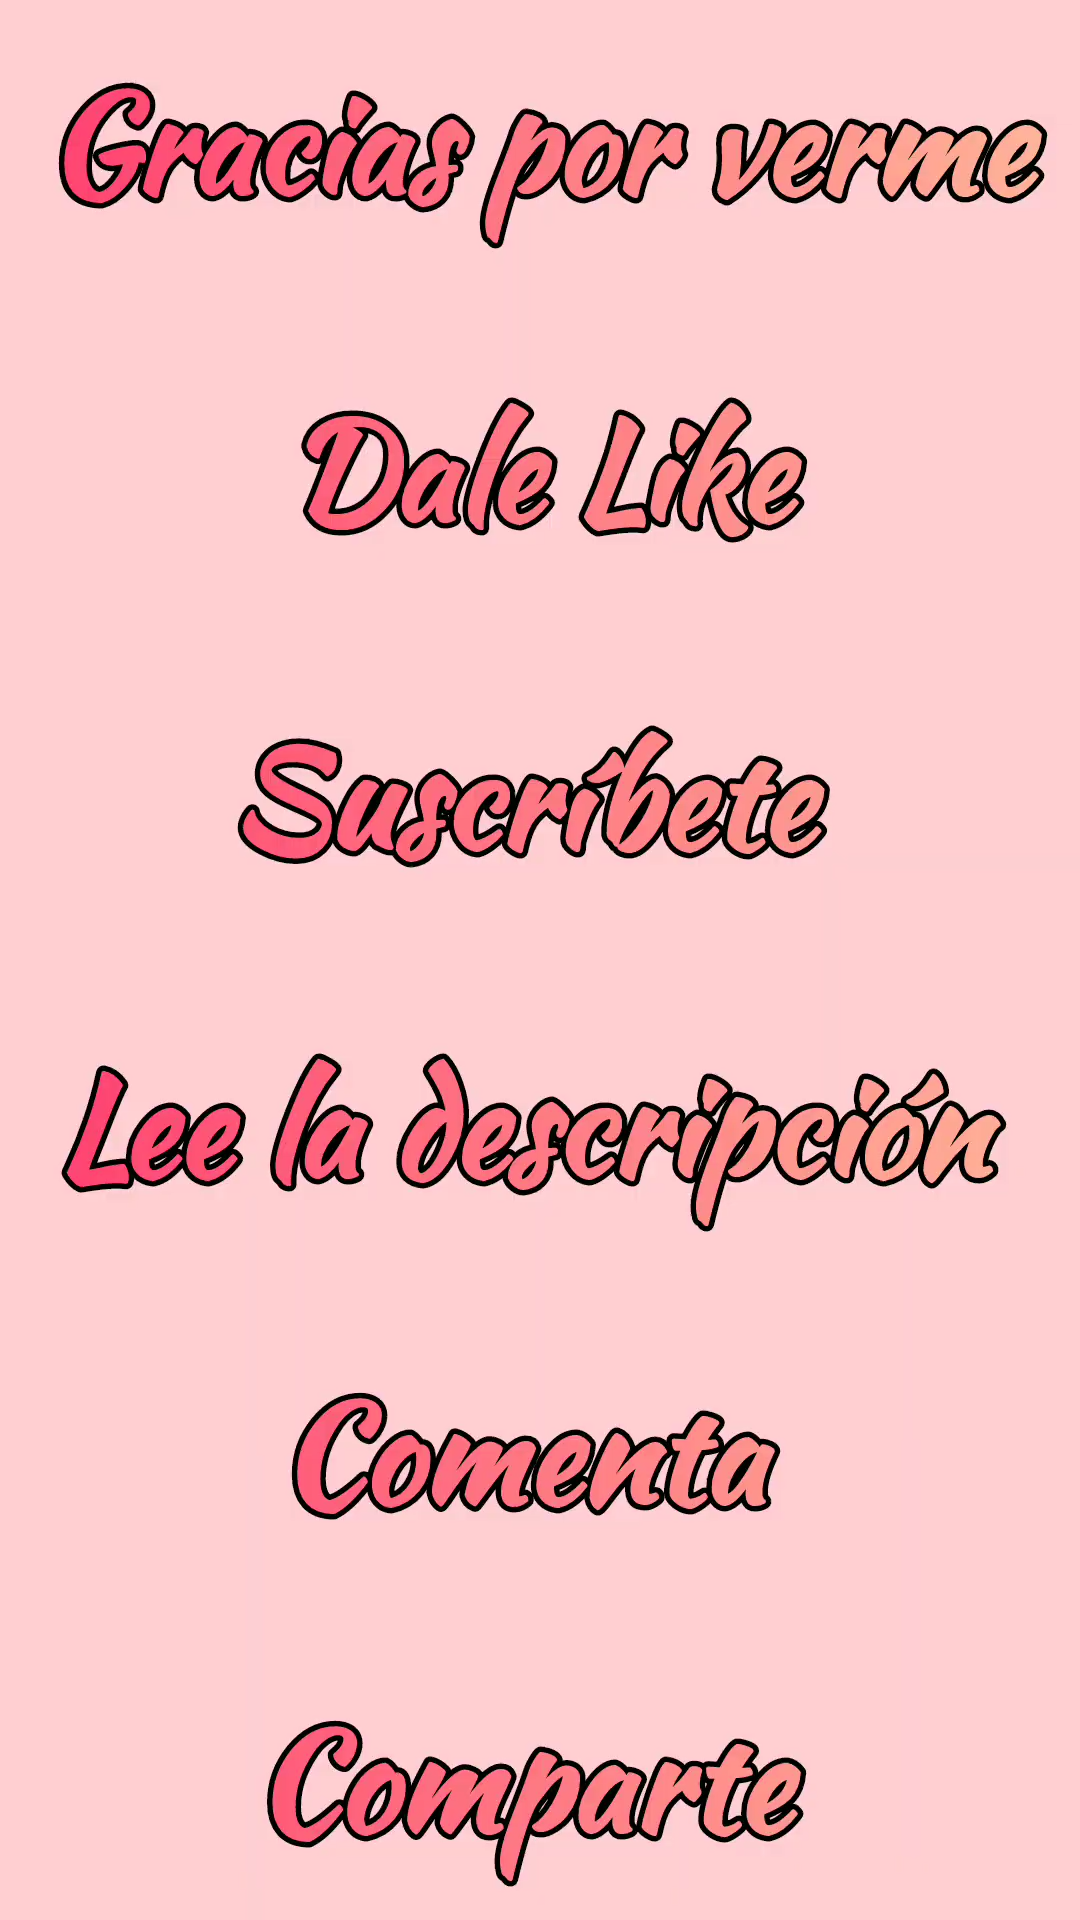 Gracias por verme
Dale Like
Suscríbete
Lee la descripción
Comenta
Comparte